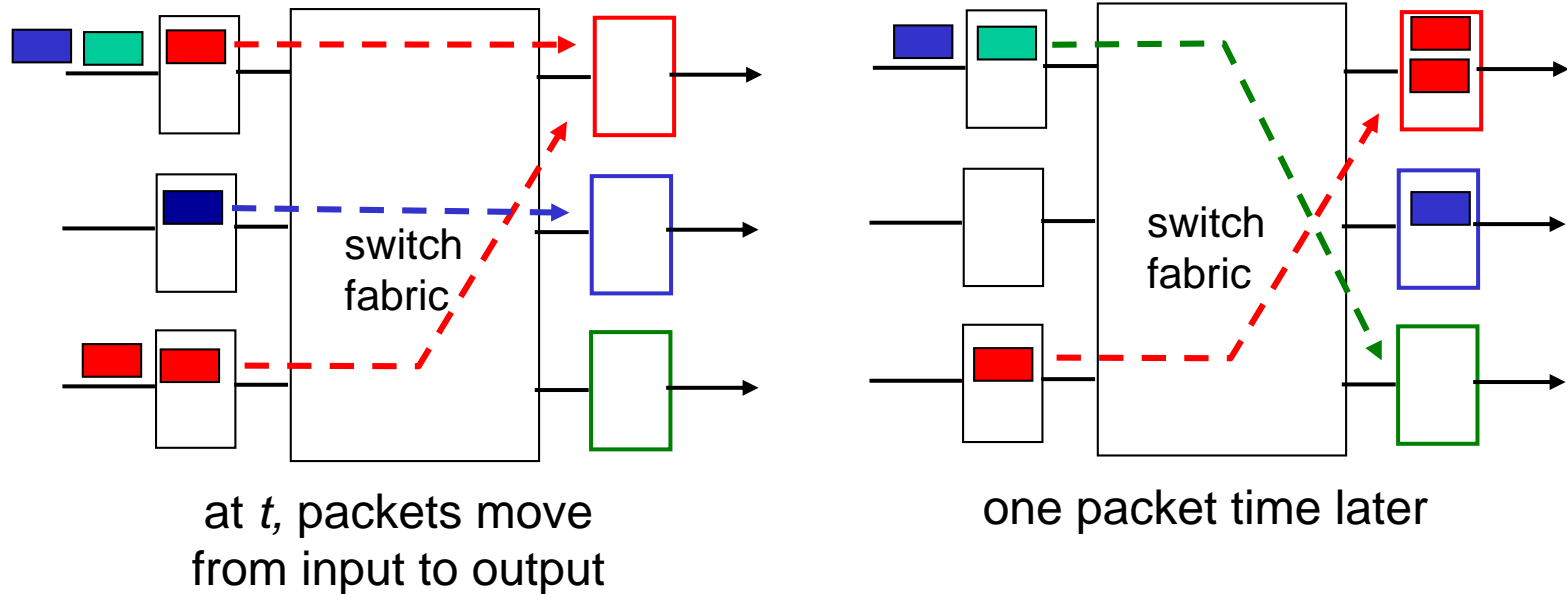 switch
fabric
at t, packets move
from input to output
switch
fabric
one packet time later